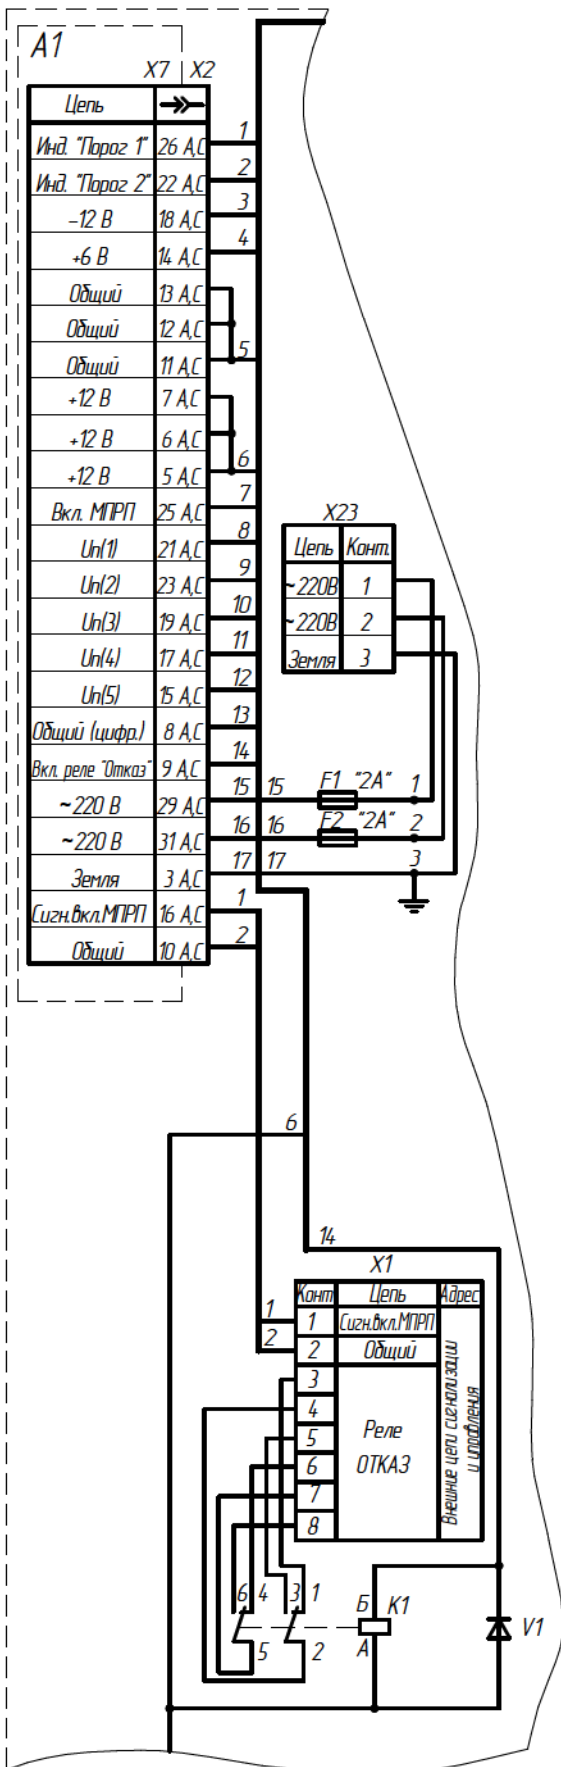 A1
X7 X2
Цепь
Инд. "Порог 1" 26 А,С 1
Инд. "Порог 2" 22 А,С 2
-12 В 18 А,С 3
+6 В 14 А,С 4
Общий 13 А,С
Общий 12 А,С
Общий 11 А,С 5
+12 В 7 А,С
+12 В 6 А,С
+12 В 5 А,С 6
Вкл. МПРП 25 А,С 7
Uп(1) 21 А,С 8
Uп(2) 23 А,С 9
Uп(3) 19 А,С 10
Uп(4) 17 А,С 11
Uп(5) 15 А,С 12
Общий (цифр.) 8 А,С 13
Вкл. реле "Отказ" 9 А,С 14
~220 В 29 А,С 15 15
~220 В 31 А,С 16 16
Земля 3 А,С 17 17
Сигн.вкл.МПРП 16 А,С 1
Общий 10 А,С 2
X23
Цепь Конт.
~220В 1
~220В 2
Земля 3
F1 "2А" 1
F2 "2А" 2
3
6
14
X1
Конт Цепь Адрес
1 1 Сигн.вкл.МПРП
2 2 Общий
3
4
5
6
7
8
Реле
ОТКАЗ
Внешние цепи сигнализации
и управления
6 4 3 1
5 2
Б К1
А
V1